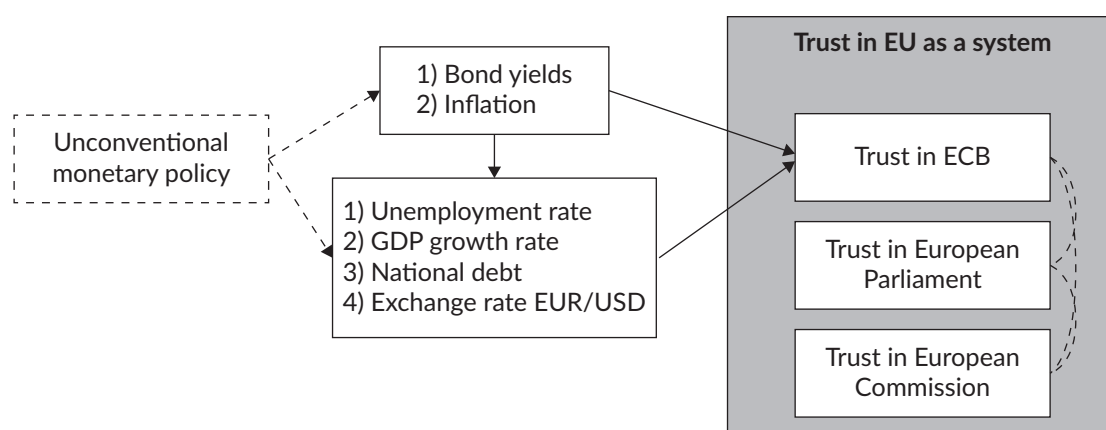 Unconventional
monetary policy
1) Bond yields
2) Inflation
1) Unemployment rate
2) GDP growth rate
3) National debt
4) Exchange rate EUR/USD
Trust in EU as a system
Trust in ECB
Trust in European
Parliament
Trust in European
Commission